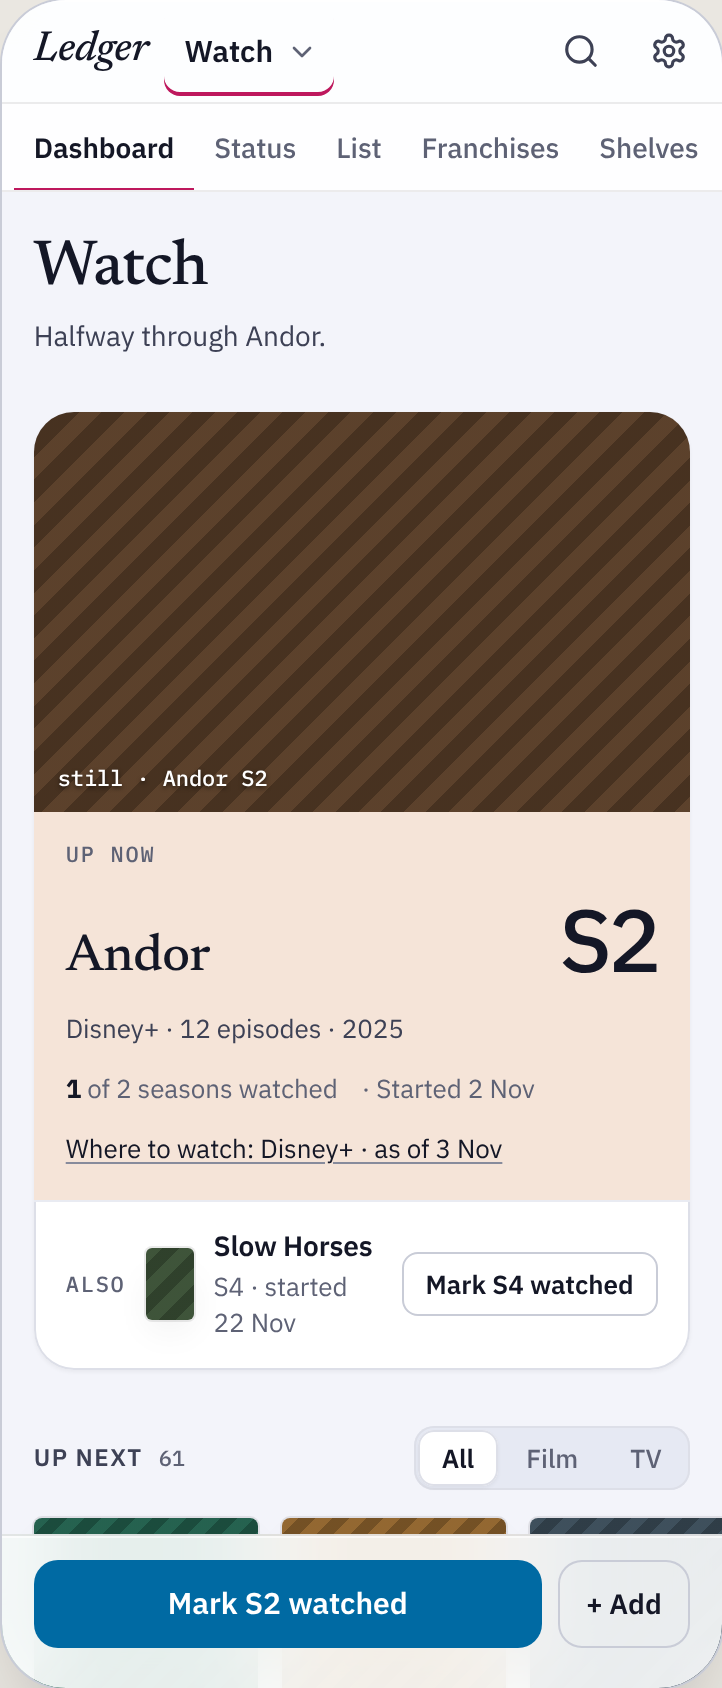 Ledger Watch
Dashboard Status List Franchises Shelves
Watch
Halfway through Andor.
still · Andor S2
UP NOW
Andor S2
Disney+ · 12 episodes · 2025
1 of 2 seasons watched · Started 2 Nov
Where to watch: Disney+ · as of 3 Nov
ALSO
Slow Horses
S4 · started
22 Nov
Mark S4 watched
UP NEXT 61
All Film TV
Mark S2 watched
+ Add